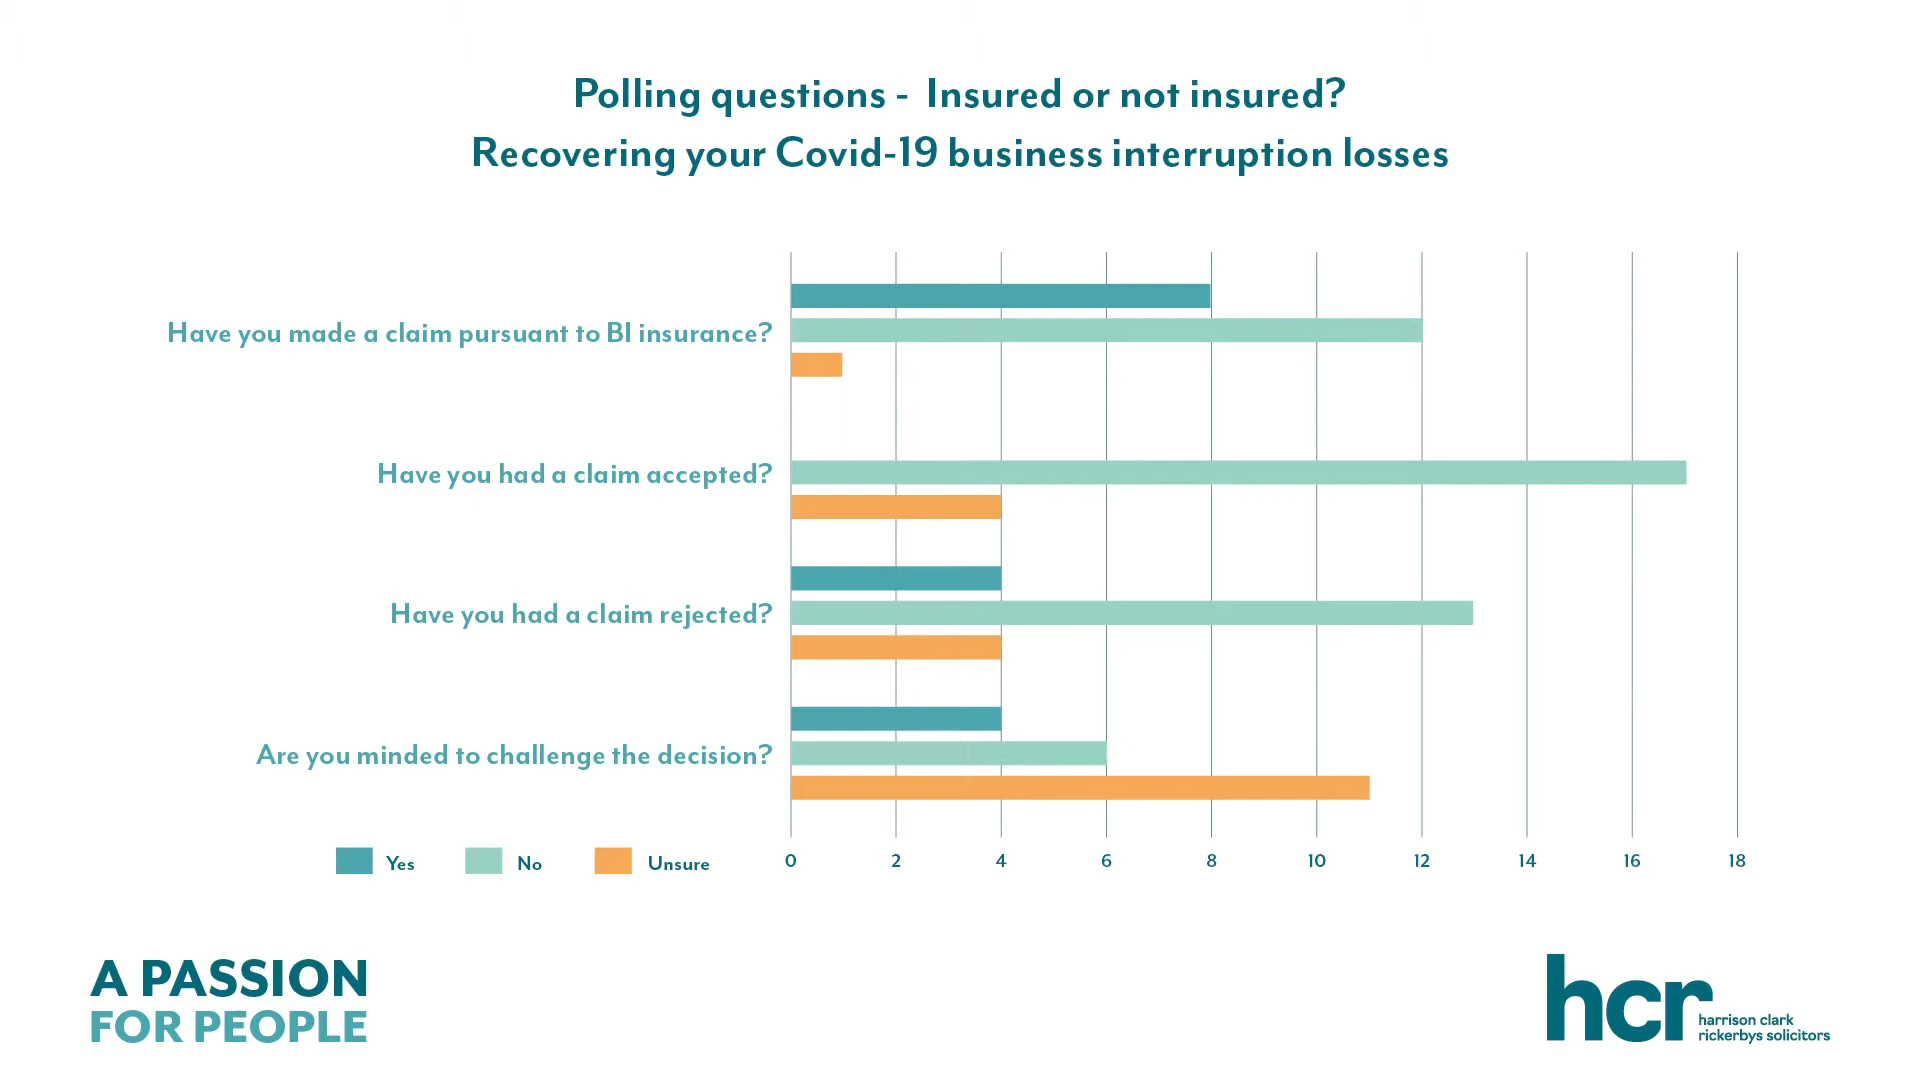 Polling questions - Insured or not insured?
Recovering your Covid-19 business interruption losses
Have you made a claim pursuant to BI insurance?
Have you had a claim accepted?
Have you had a claim rejected?
Are you minded to challenge the decision?
Yes No Unsure
0 2 4 6 8 10 12 14 16 18
A PASSION
FOR PEOPLE
hcr
harrison clark
rickerbys solicitors